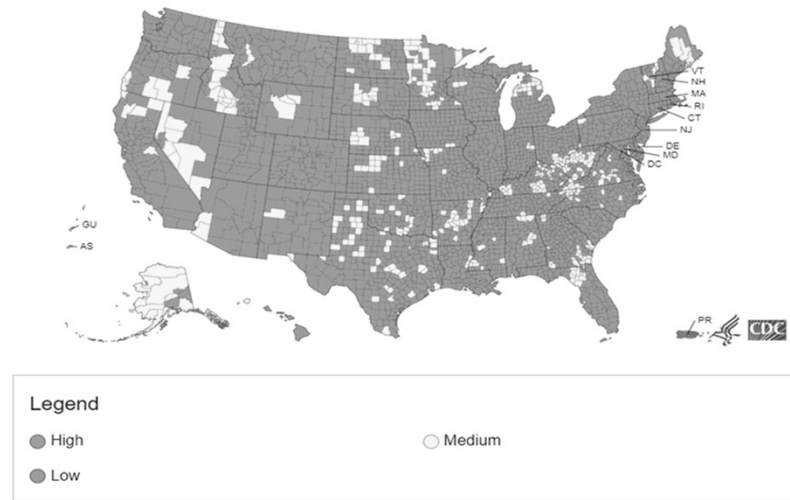 VT
NH
MA
RI
CT
NJ
DE
MD
DC
GU
AS
PR
CDC
Legend
High
Medium
Low